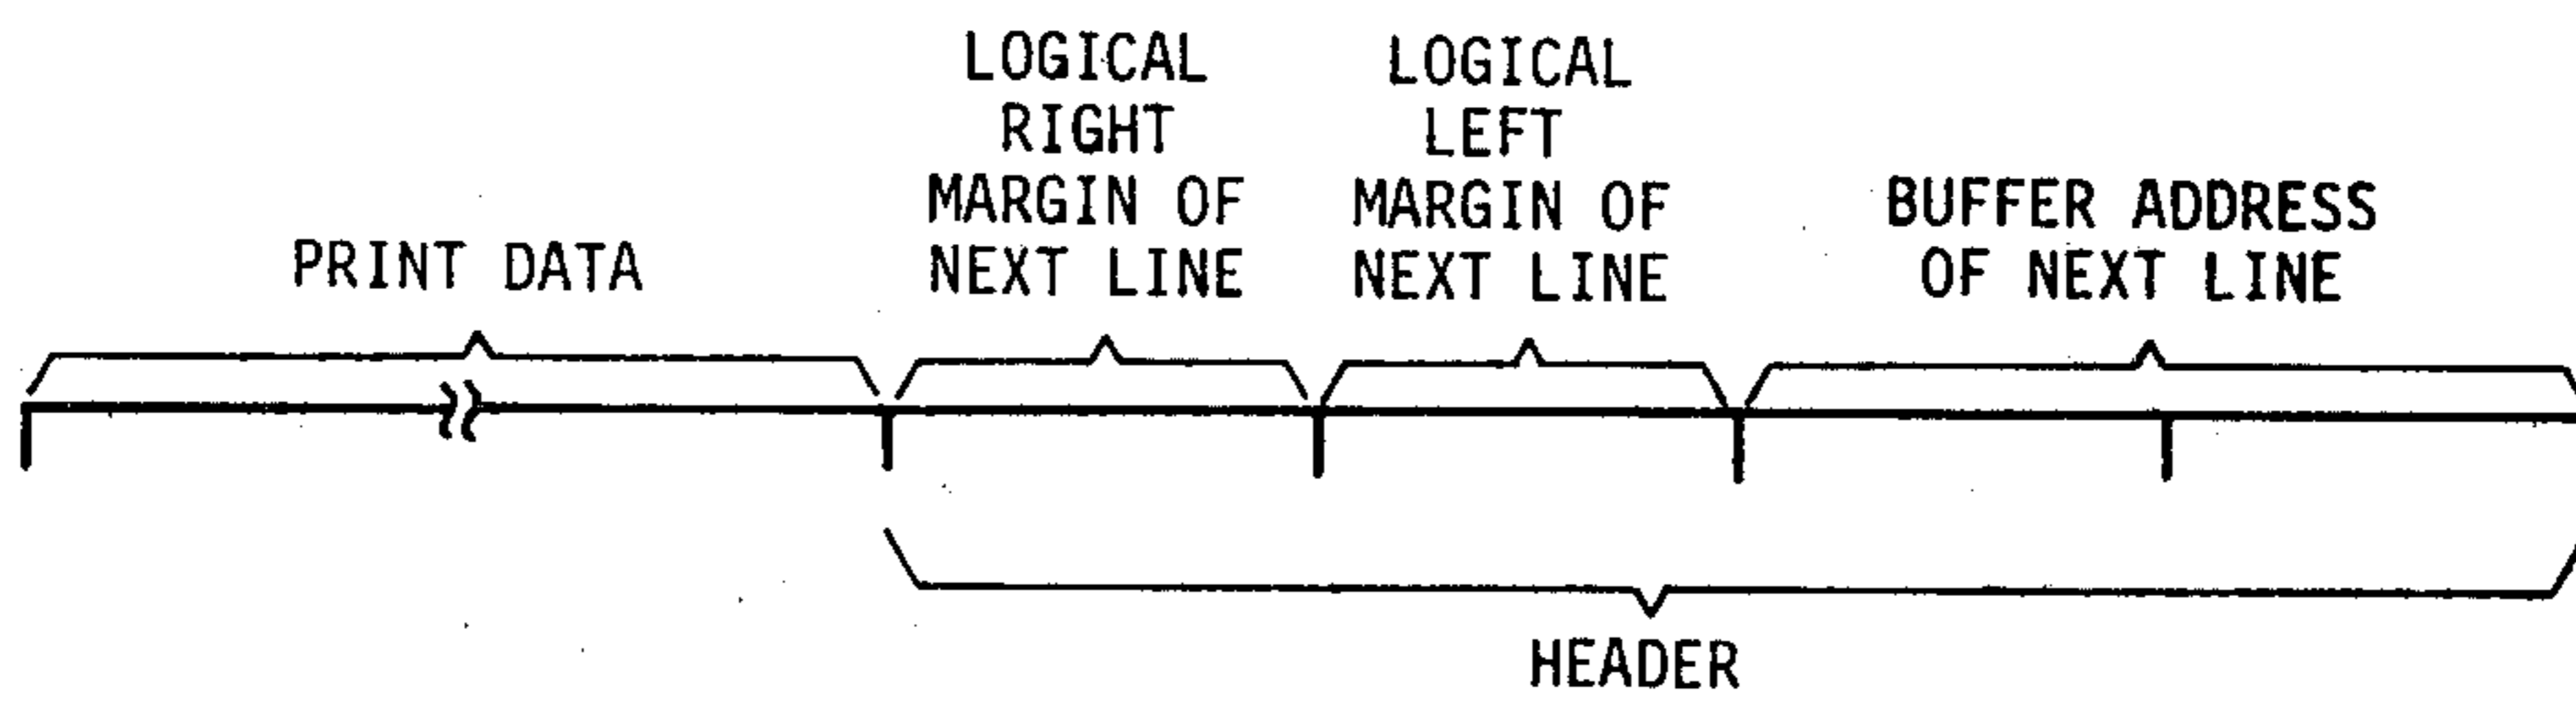 PRINT DATA
LOGICAL
RIGHT
MARGIN OF
NEXT LINE
LOGICAL
LEFT
MARGIN OF
NEXT LINE
BUFFER ADDRESS
OF NEXT LINE
HEADER